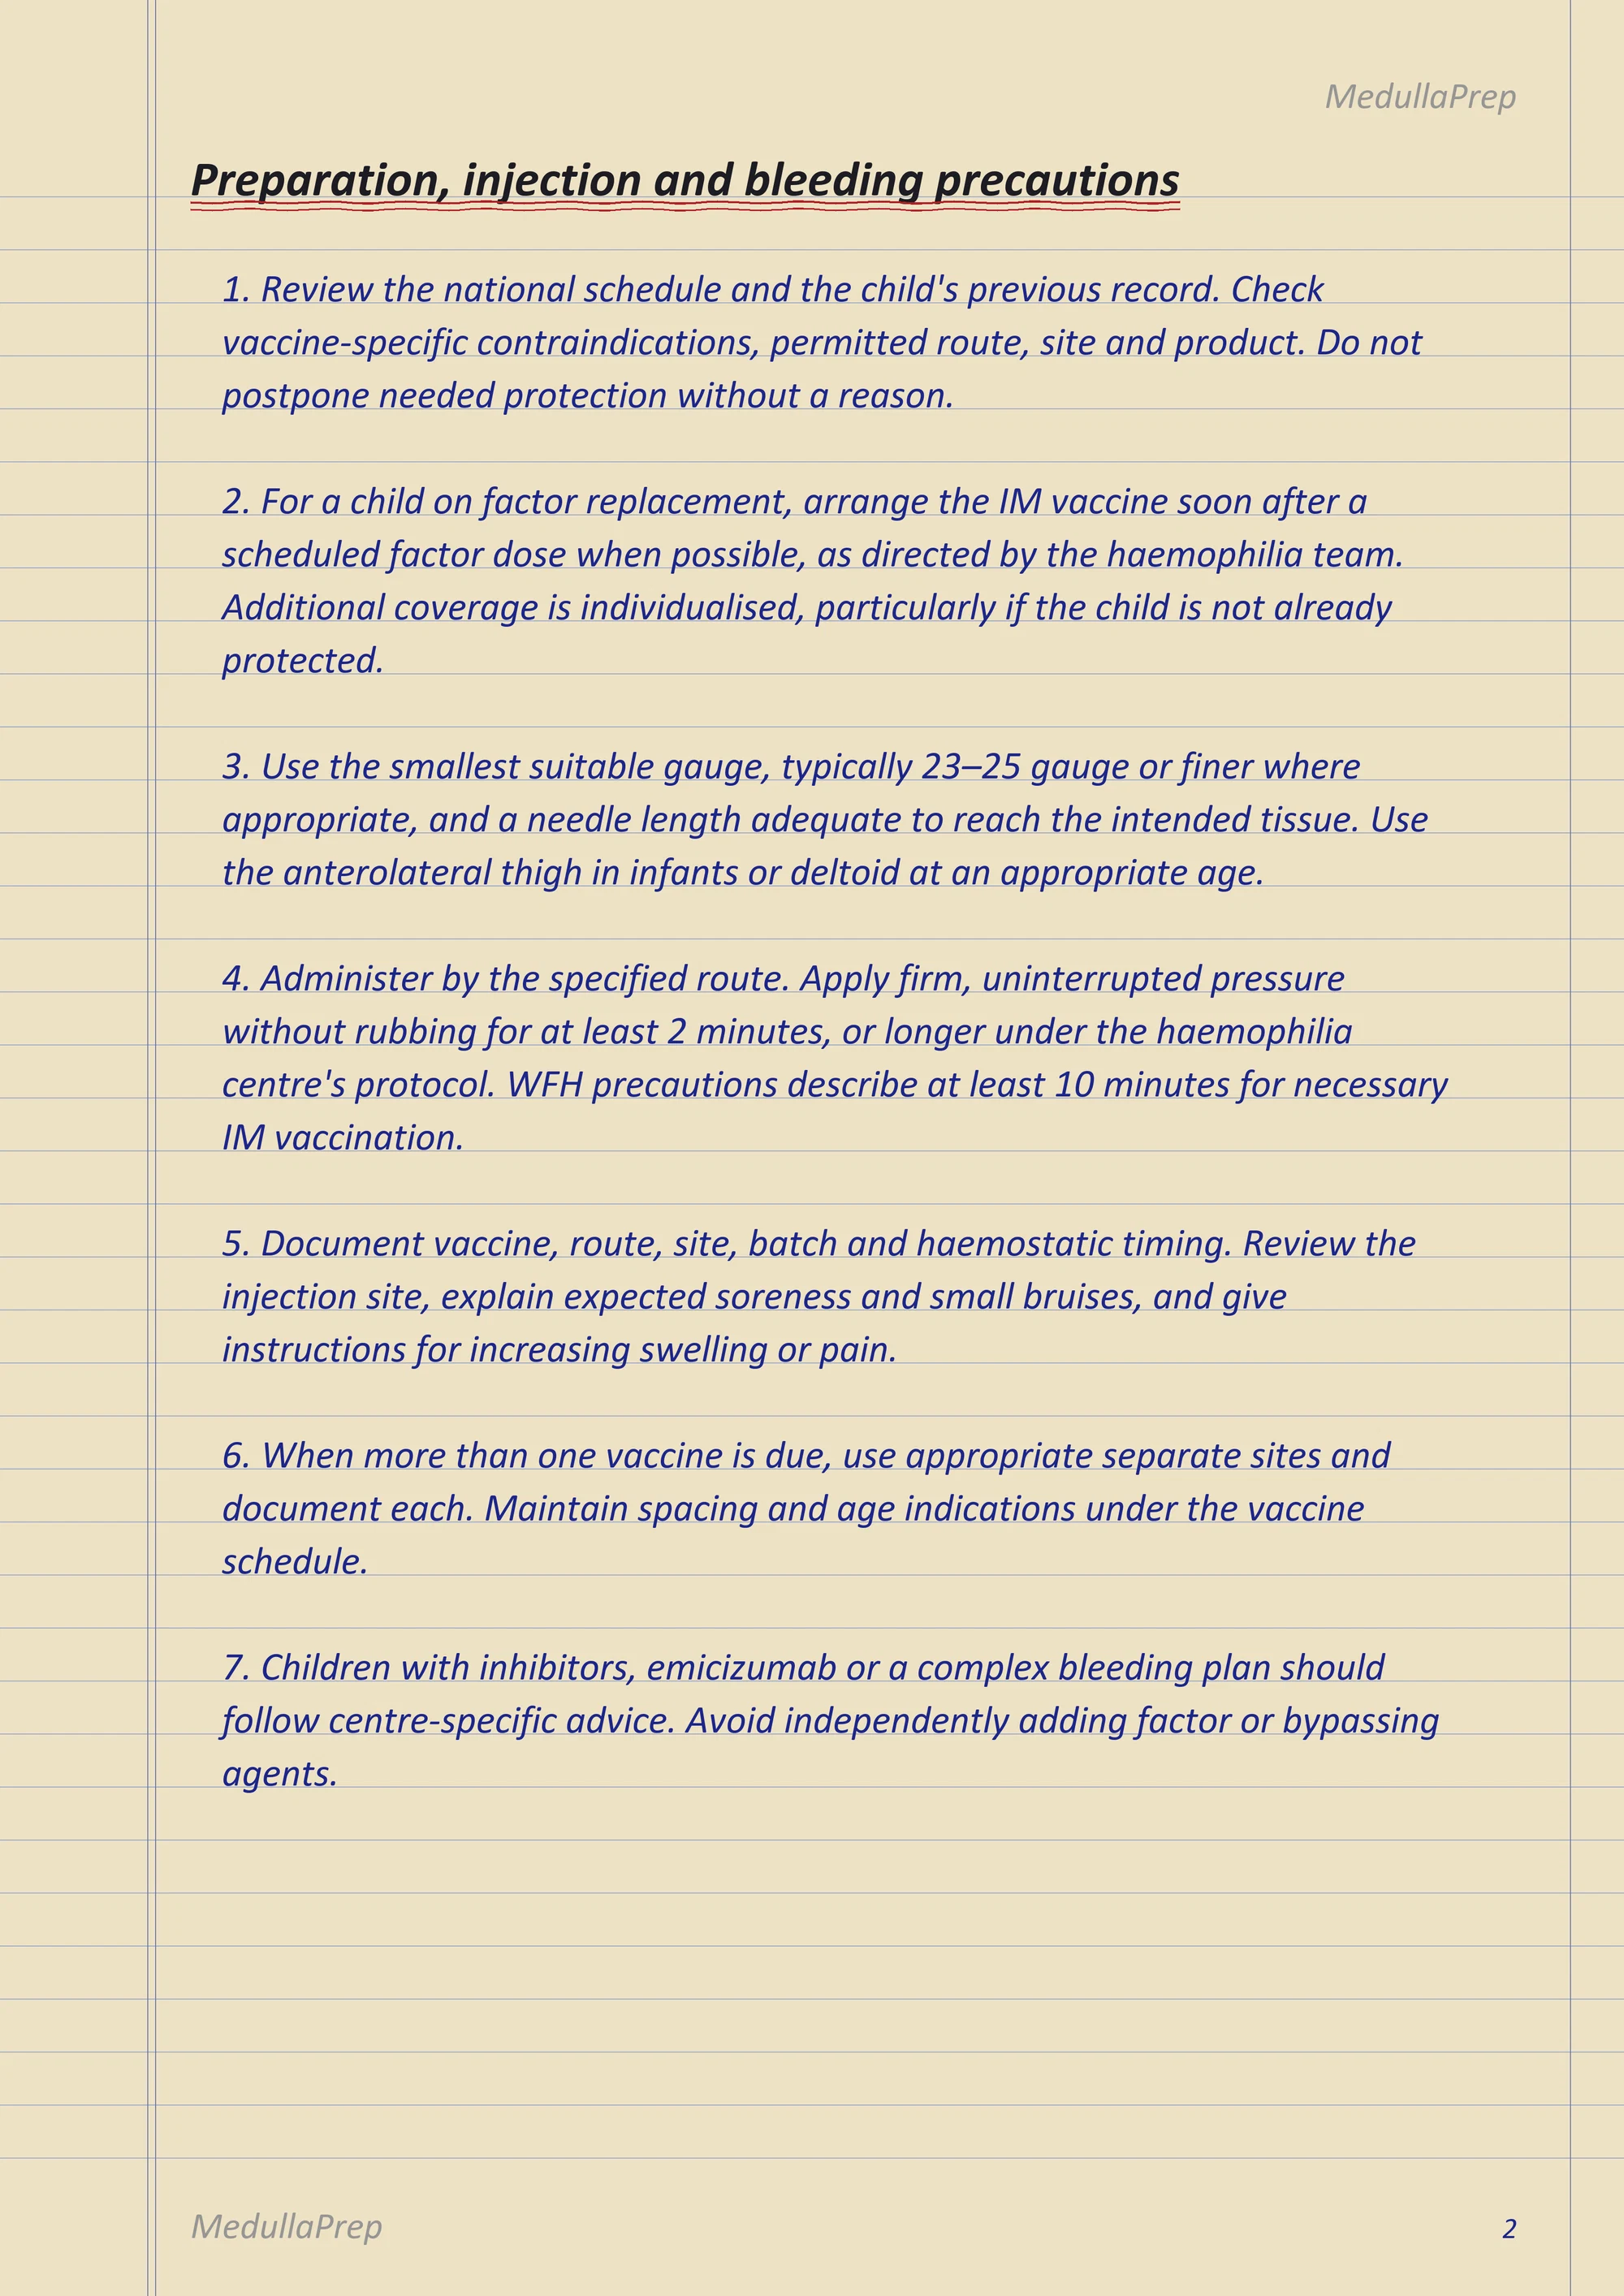 MedullaPrep
Preparation, injection and bleeding precautions
1. Review the national schedule and the child's previous record. Check
vaccine-specific contraindications, permitted route, site and product. Do not
postpone needed protection without a reason.
2. For a child on factor replacement, arrange the IM vaccine soon after a
scheduled factor dose when possible, as directed by the haemophilia team.
Additional coverage is individualised, particularly if the child is not already
protected.
3. Use the smallest suitable gauge, typically 23–25 gauge or finer where
appropriate, and a needle length adequate to reach the intended tissue. Use
the anterolateral thigh in infants or deltoid at an appropriate age.
4. Administer by the specified route. Apply firm, uninterrupted pressure
without rubbing for at least 2 minutes, or longer under the haemophilia
centre's protocol. WFH precautions describe at least 10 minutes for necessary
IM vaccination.
5. Document vaccine, route, site, batch and haemostatic timing. Review the
injection site, explain expected soreness and small bruises, and give
instructions for increasing swelling or pain.
6. When more than one vaccine is due, use appropriate separate sites and
document each. Maintain spacing and age indications under the vaccine
schedule.
7. Children with inhibitors, emicizumab or a complex bleeding plan should
follow centre-specific advice. Avoid independently adding factor or bypassing
agents.
MedullaPrep
2